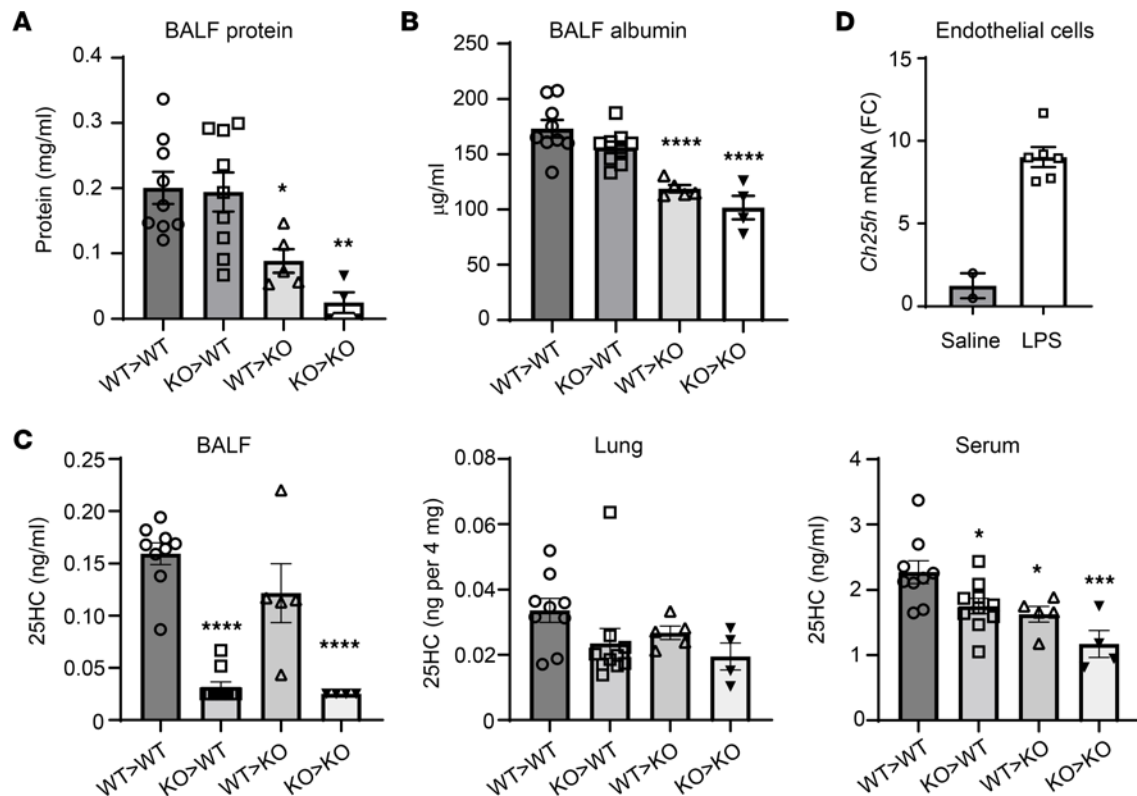 A
BALF protein
Protein (mg/ml)
0.4
0.3
0.2
0.1
0
*
**
WT>WT
KO>WT
WT>KO
KO>KO
B
BALF albumin
µg/ml
250
200
150
100
50
0
****
****
WT>WT
KO>WT
WT>KO
KO>KO
D
Endothelial cells
Ch25h mRNA (FC)
15
10
5
0
Saline
LPS
C
BALF
25HC (ng/ml)
0.25
0.20
0.15
0.10
0.05
0
****
****
WT>WT
KO>WT
WT>KO
KO>KO
Lung
25HC (ng per 4 mg)
0.08
0.06
0.04
0.02
0
WT>WT
KO>WT
WT>KO
KO>KO
Serum
25HC (ng/ml)
4
3
2
1
0
*
*
***
WT>WT
KO>WT
WT>KO
KO>KO